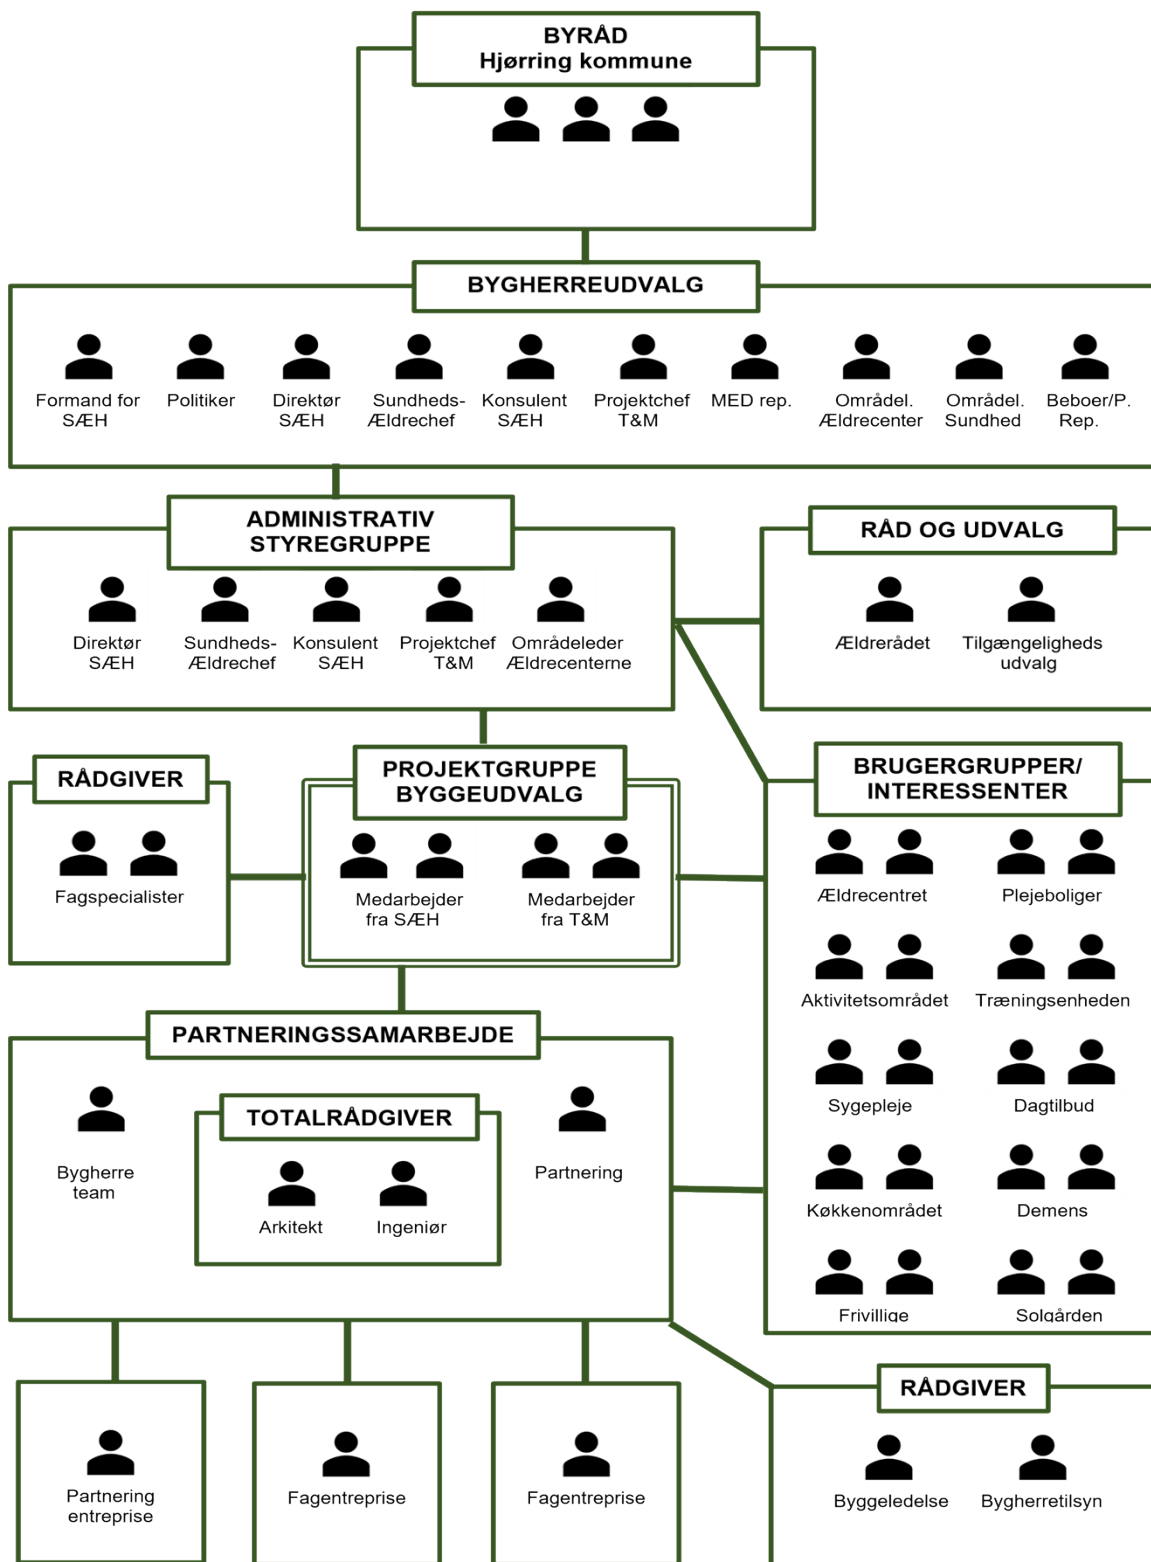 BYRÅD
Hjørring kommune
BYGHERREUDVALG
Formand for
SÆH
Politiker
Direktør
SÆH
Sundheds-
Ældrechef
Konsulent
SÆH
Projektchef
T&M
MED rep.
Områdel.
Ældrecenter
Områdel.
Sundhed
Beboer/P.
Rep.
ADMINISTRATIV
STYREGRUPPE
Direktør
SÆH
Sundheds-
Ældrechef
Konsulent
SÆH
Projektchef
T&M
Områdeleder
Ældrecenterne
RÅD OG UDVALG
Ældrerådet
Tilgængeligheds
udvalg
RÅDGIVER
Fagspecialister
PROJEKTGRUPPE
BYGGEUDVALG
Medarbejder
fra SÆH
Medarbejder
fra T&M
BRUGERGRUPPER/
INTERESSENTER
Ældrecentret
Plejeboliger
Aktivitetsområdet
Træningsenheden
Sygepleje
Dagtilbud
Køkkenområdet
Demens
Frivillige
Solgården
PARTNERINGSSAMARBEJDE
Bygherre
team
TOTALRÅDGIVER
Arkitekt
Ingeniør
Partnering
Partnering
entreprise
Fagentreprise
Fagentreprise
RÅDGIVER
Byggeledelse
Bygherretilsyn